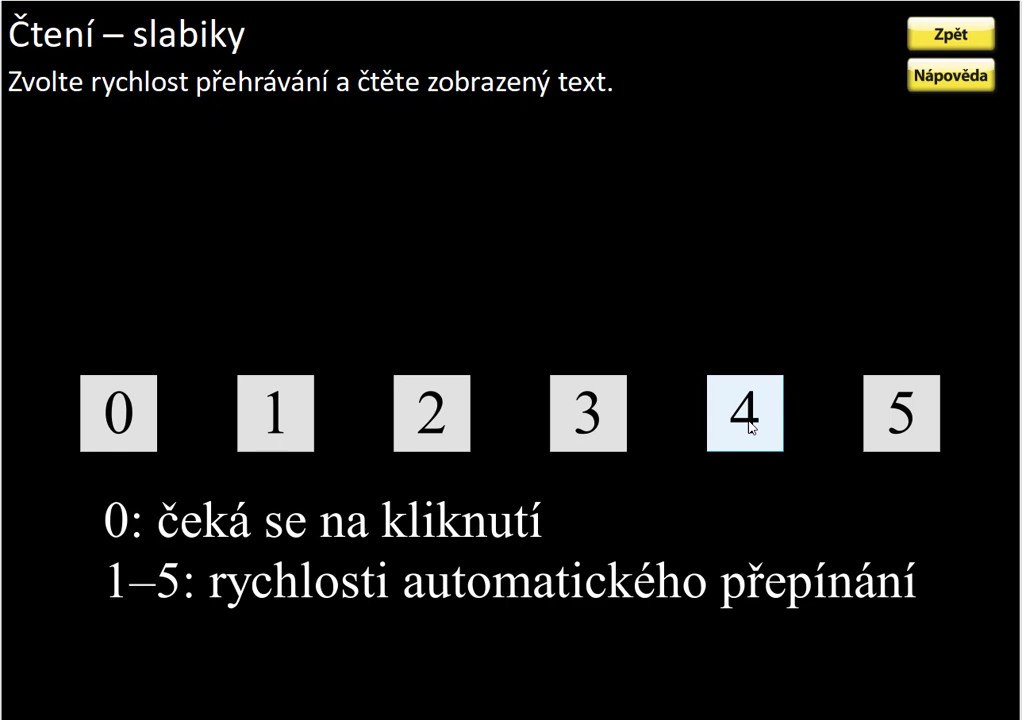 Čtení – slabiky
Zpět
Zvolte rychlost přehrávání a čtěte zobrazený text.
Nápověda
0 1 2 3 4 5
0: čeká se na kliknutí
1–5: rychlosti automatického přepínání